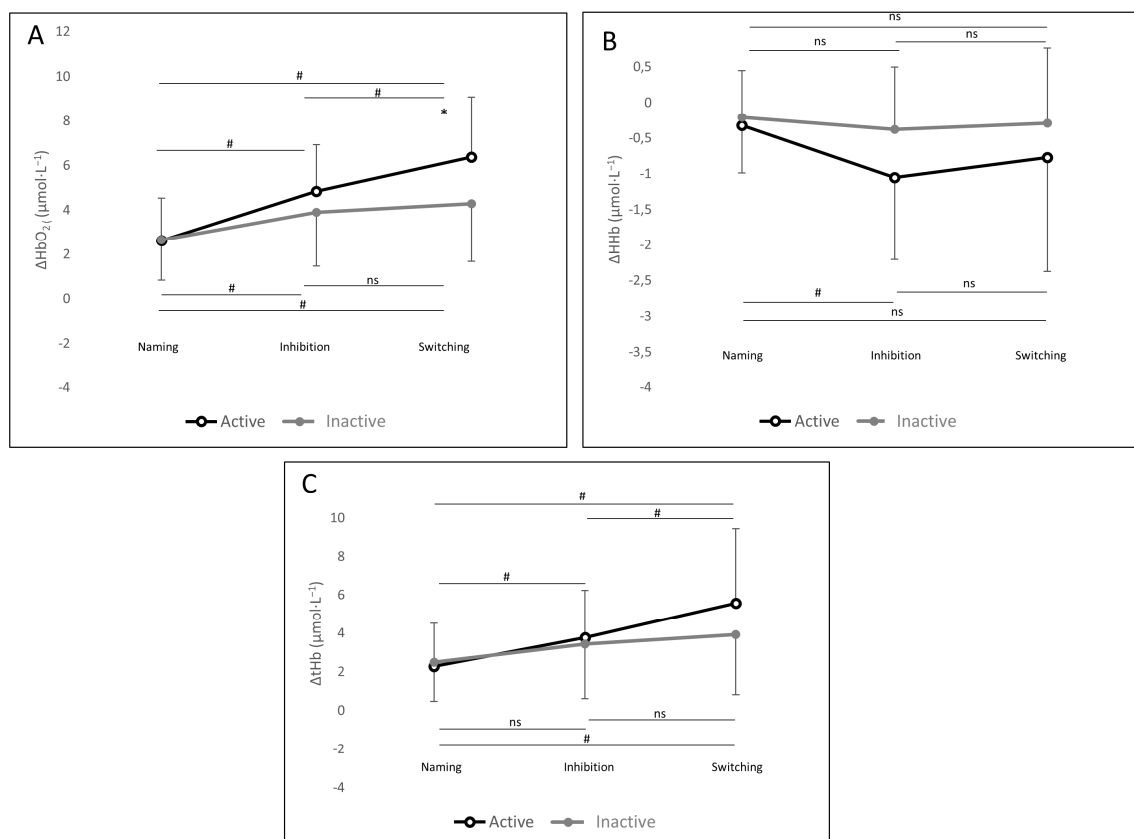 A
12
10
8
6
4
2
0
-2
-4
ΔHbO2 ( (μmol·L−1)
#
#
*
#
ns
#
#
Naming Inhibition Switching
Active Inactive
B
0,5
0
-0,5
-1
-1,5
-2
-2,5
-3
-3,5
-4
ΔHHb (μmol·L−1)
ns
ns ns
ns
#
ns
Naming Inhibition Switching
Active Inactive
C
10
8
6
4
2
0
-2
-4
ΔtHb (μmol·L−1)
#
#
#
ns
ns
#
Naming Inhibition Switching
Active Inactive